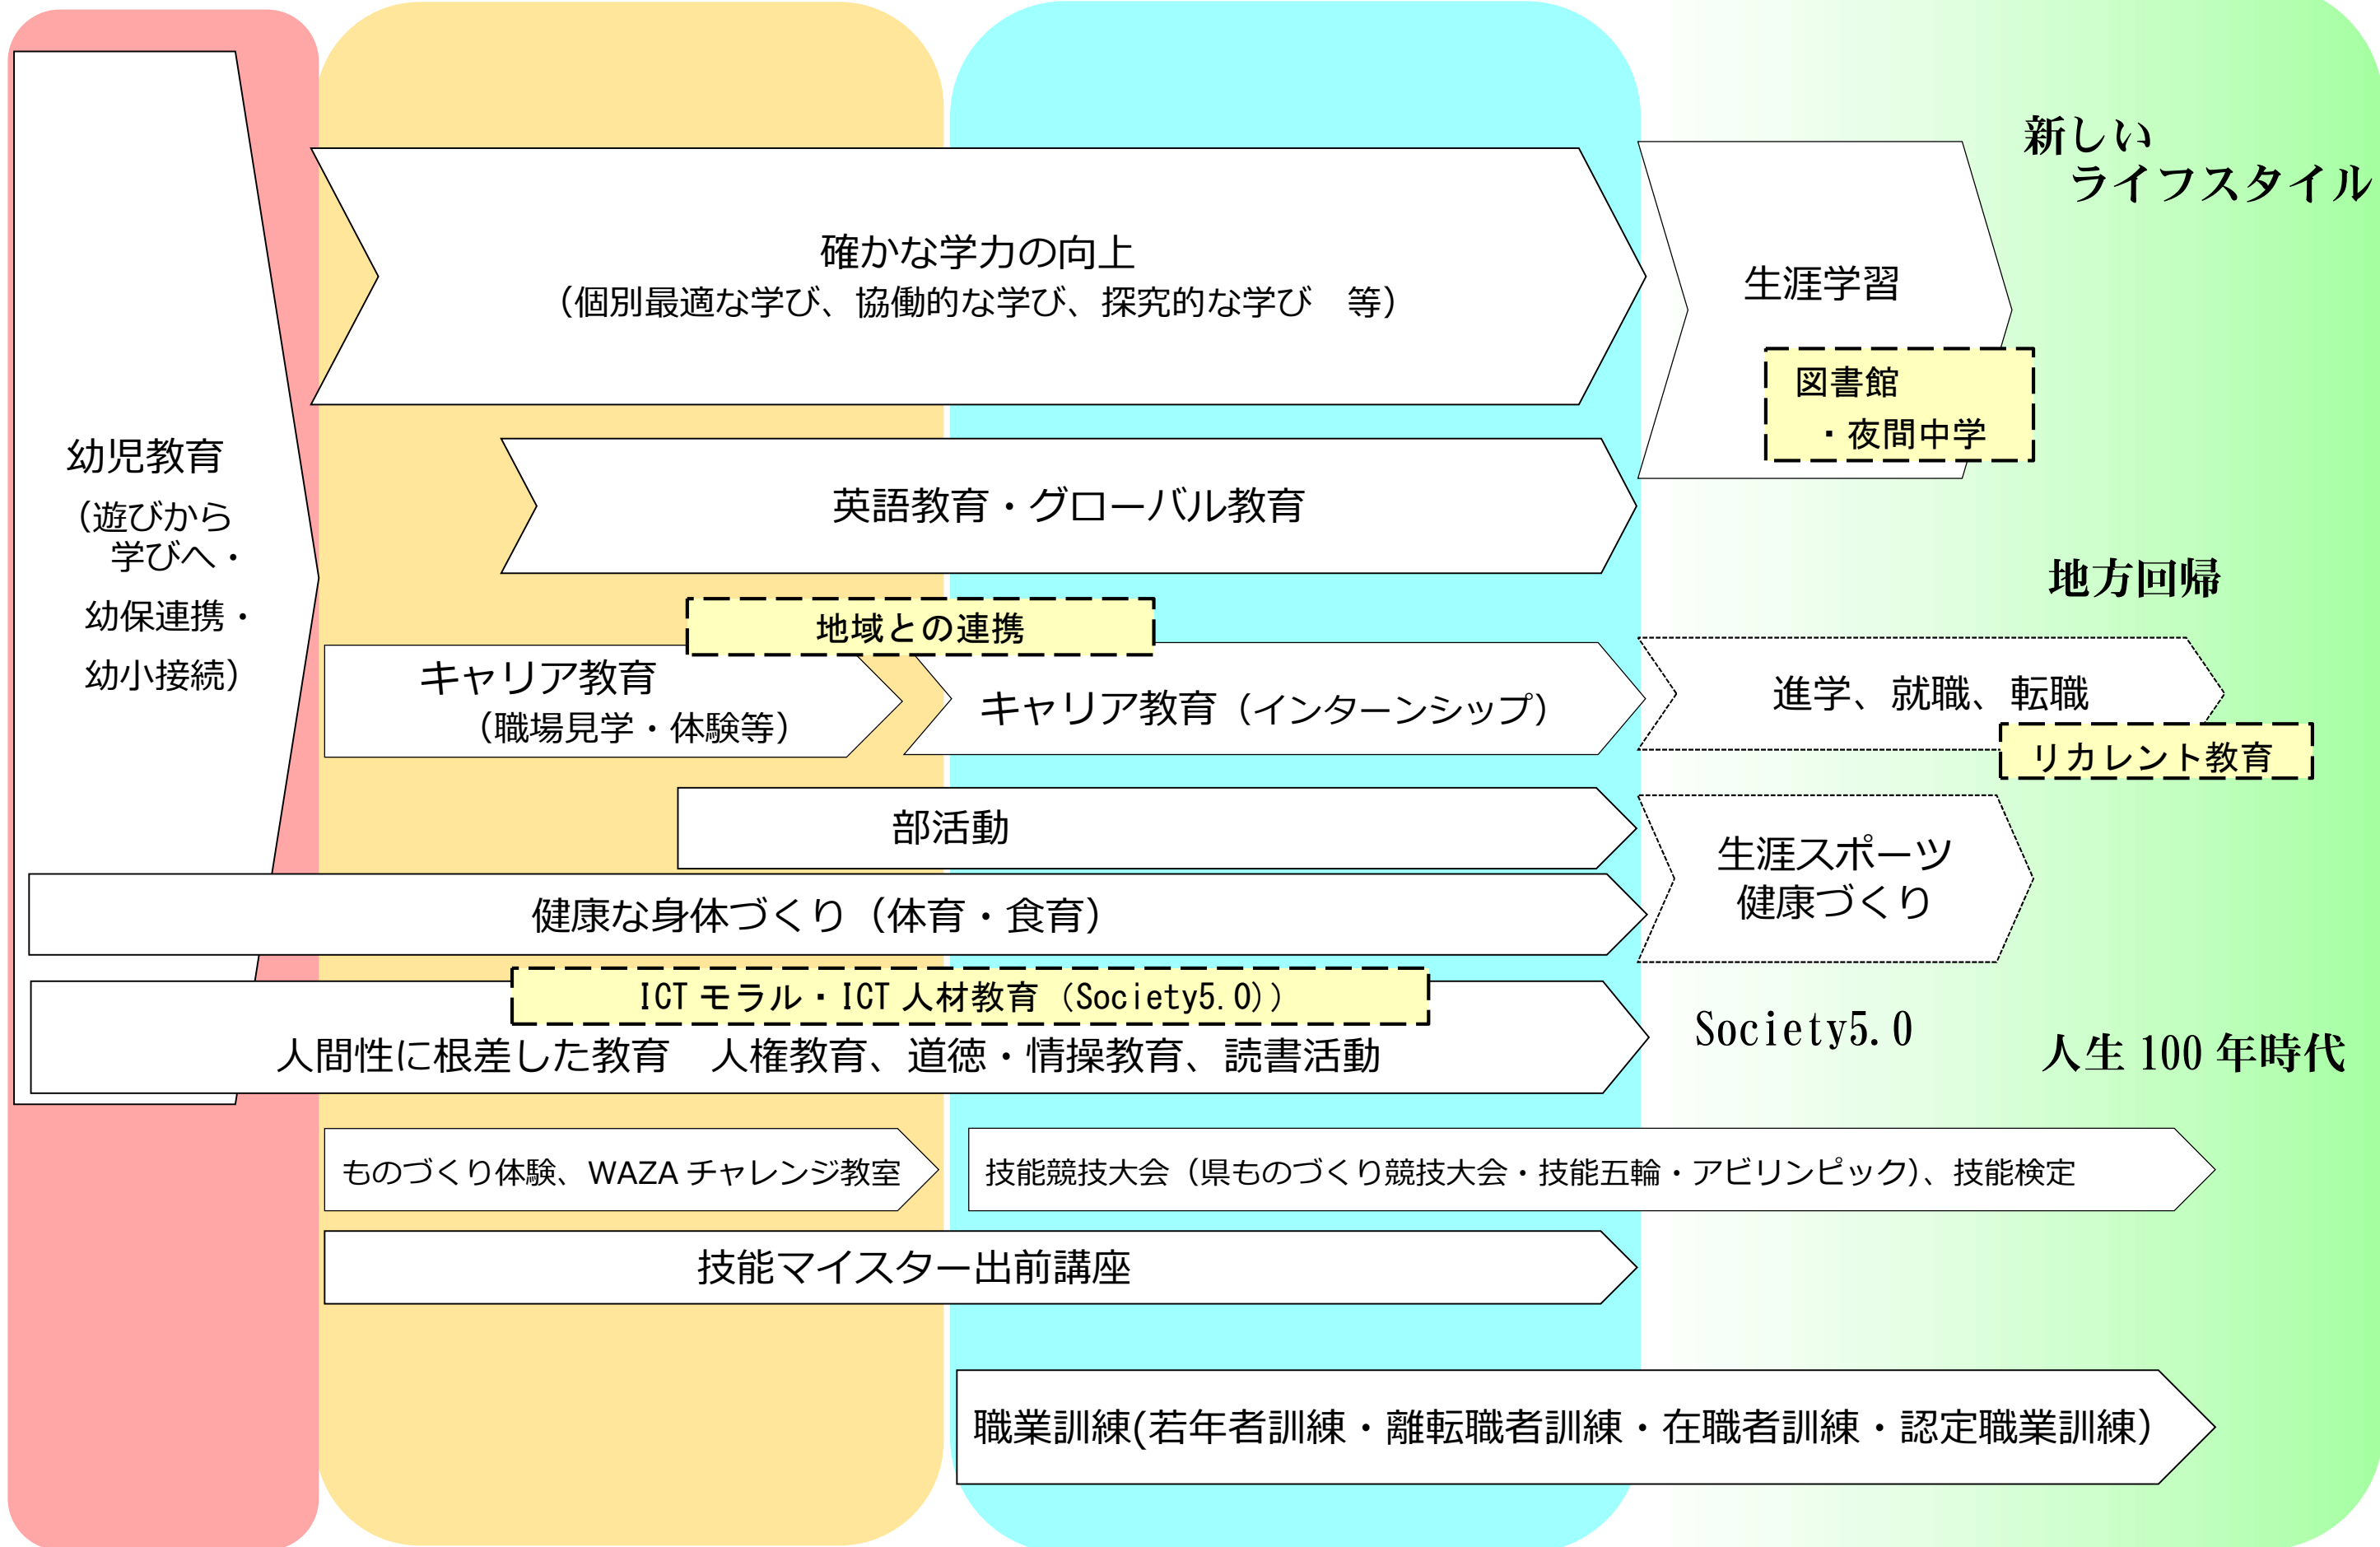 幼児教育
（遊びから
学びへ・
幼保連携・
幼小接続）
確かな学力の向上
（個別最適な学び、協働的な学び、探究的な学び　等）
英語教育・グローバル教育
地域との連携
キャリア教育
（職場見学・体験等）
キャリア教育（インターンシップ）
部活動
健康な身体づくり（体育・食育）
ICT モラル・ICT 人材教育（Society5.0)）
人間性に根差した教育　人権教育、道徳・情操教育、読書活動
ものづくり体験、WAZA チャレンジ教室
技能競技大会（県ものづくり競技大会・技能五輪・アビリンピック）、技能検定
技能マイスター出前講座
職業訓練(若年者訓練・離転職者訓練・在職者訓練・認定職業訓練）
新しい
ライフスタイル
生涯学習
図書館
・夜間中学
地方回帰
進学、就職、転職
リカレント教育
生涯スポーツ
健康づくり
Society5.0
人生 100 年時代